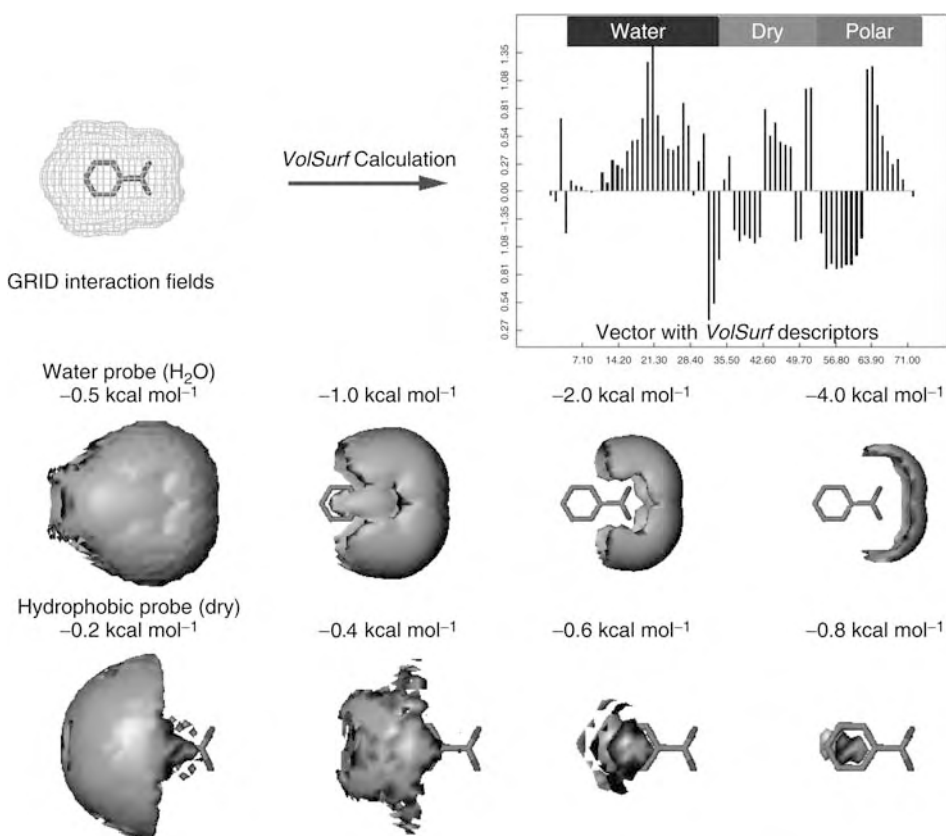 Water Dry Polar
1.35
1.08
0.81
0.54
0.27
0.00
−1.35
1.08
0.81
0.54
0.27
VolSurf Calculation
GRID interaction fields
Vector with VolSurf descriptors
7.10 14.20 21.30 28.40 35.50 42.60 49.70 56.80 63.90 71.00
Water probe (H₂O)
−0.5 kcal mol⁻¹ −1.0 kcal mol⁻¹ −2.0 kcal mol⁻¹ −4.0 kcal mol⁻¹
Hydrophobic probe (dry)
−0.2 kcal mol⁻¹ −0.4 kcal mol⁻¹ −0.6 kcal mol⁻¹ −0.8 kcal mol⁻¹